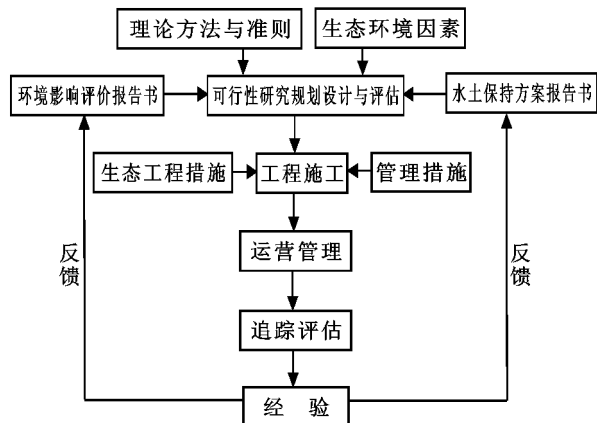 理论方法与准则
生态环境因素
环境影响评价报告书
可行性研究规划设计与评估
水土保持方案报告书
生态工程措施
工程施工
管理措施
反馈
运营管理
反馈
追踪评估
经 验